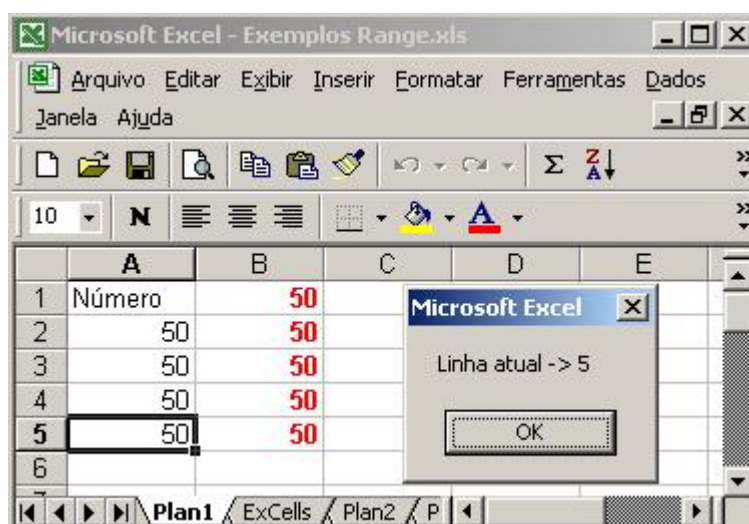 Microsoft Excel - Exemplos Range.xls
Arquivo Editar Exibir Inserir Formatar Ferramentas Dados
Janela Ajuda
10 N A
A B C D E
1 Número 50
2 50 50
3 50 50
4 50 50
5 50 50
6
Microsoft Excel
Linha atual -> 5
OK
Plan1 ExCells Plan2 P